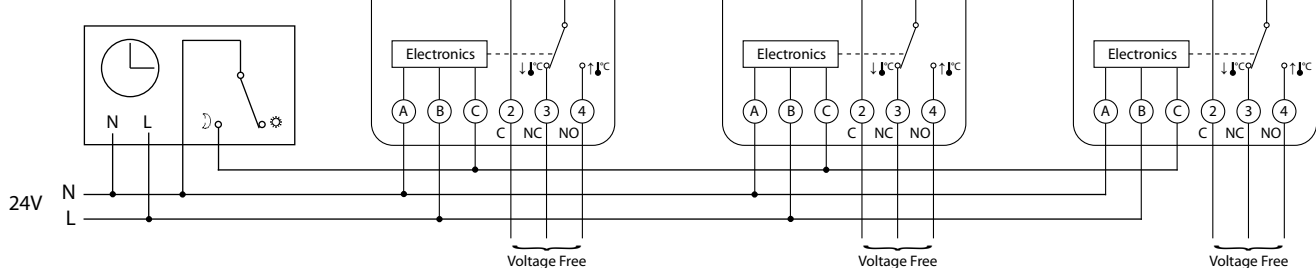 Electronics
↓ °C ↑ °C
N L
A B C 2 3 4
C NC NO
Electronics
↓ °C ↑ °C
A B C 2 3 4
C NC NO
Electronics
↓ °C ↑ °C
A B C 2 3 4
C NC NO
24V
N
L
Voltage Free
Voltage Free
Voltage Free